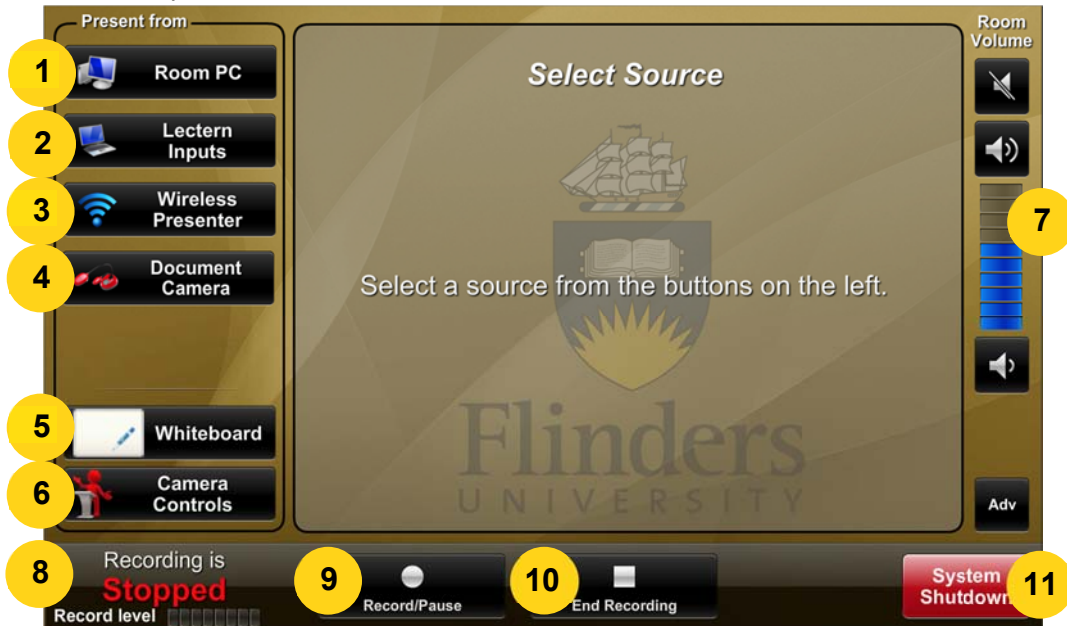 Present from
1
Room PC
2
Lectern
Inputs
3
Wireless
Presenter
4
Document
Camera
5
Whiteboard
6
Camera
Controls
Select Source
Select a source from the buttons on the left.
Flinders
UNIVERSITY
Room
Volume
7
Adv
8
Recording is
Stopped
Record level
9
Record/Pause
10
End Recording
System
Shutdown
11